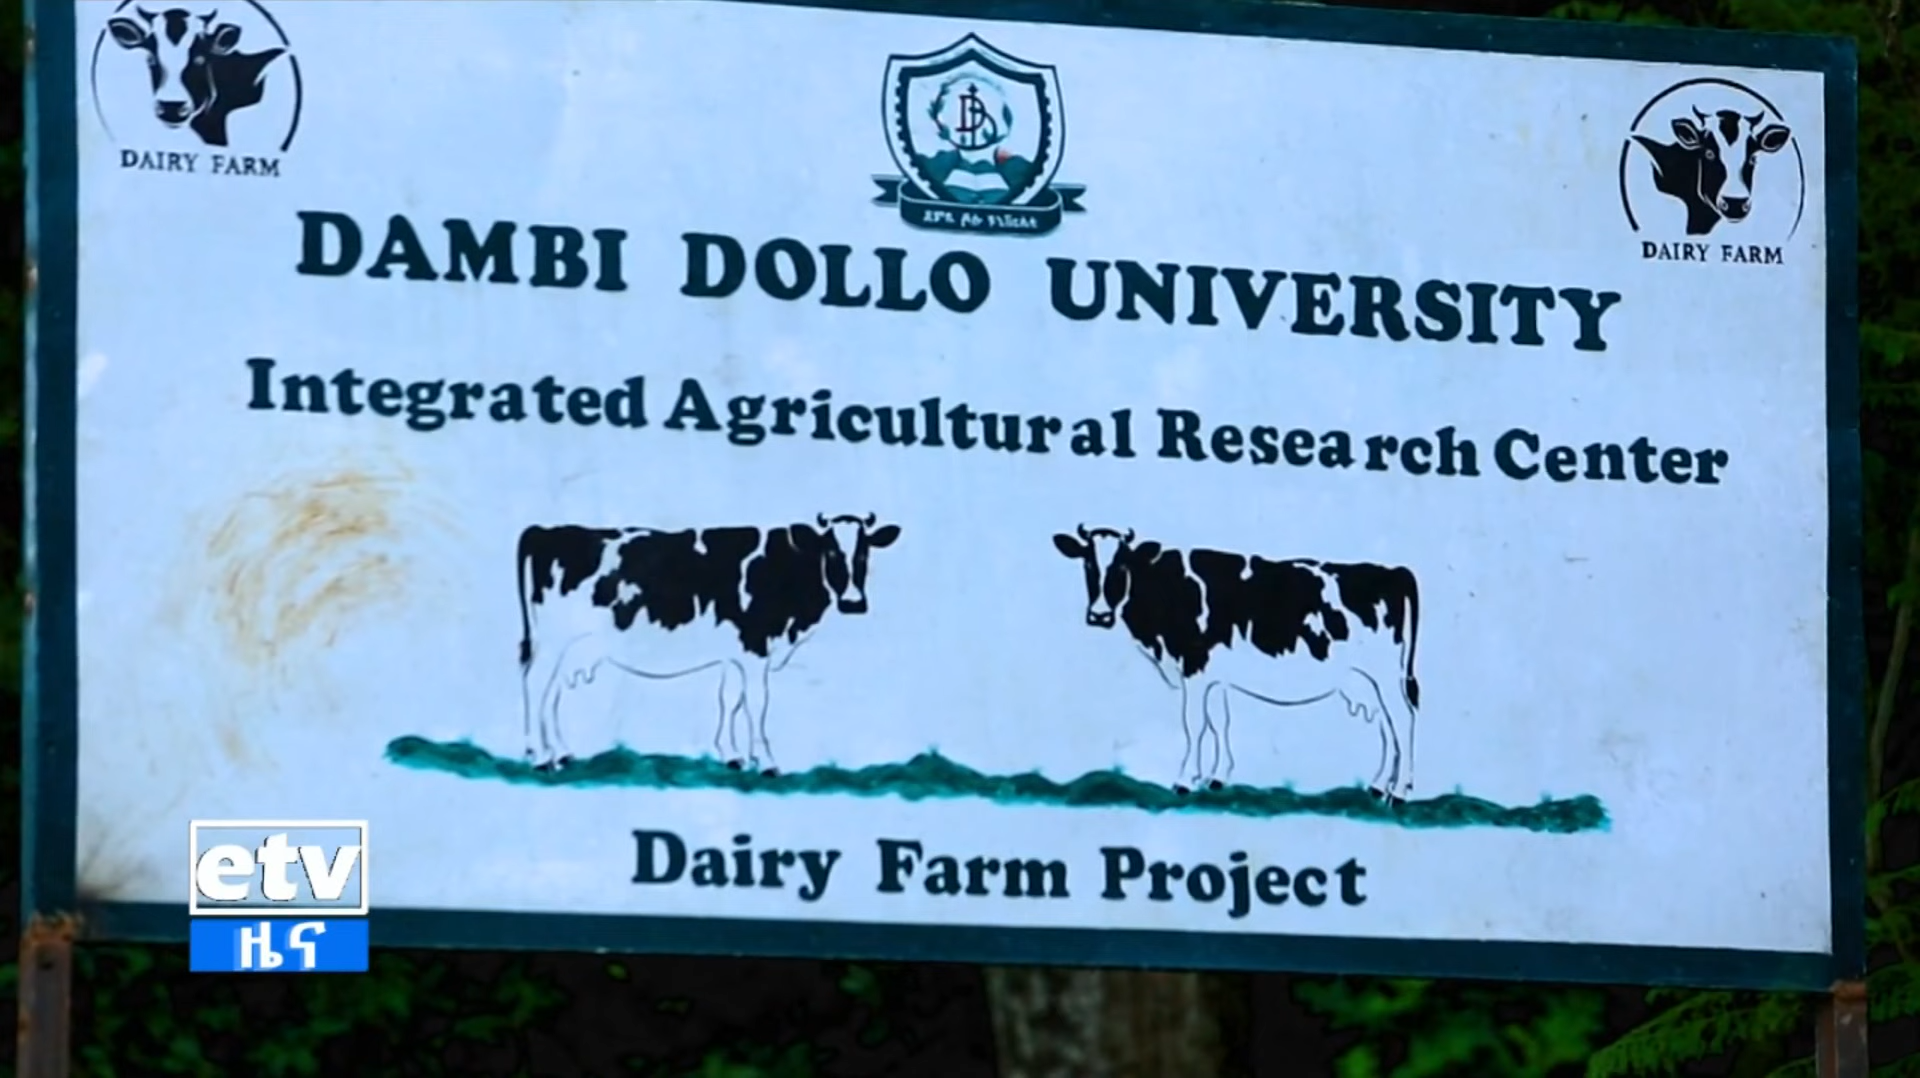 DAIRY FARM
DAIRY FARM
DAMBI DOLLO UNIVERSITY
Integrated Agricultural Research Center
Dairy Farm Project
etv
ዜና